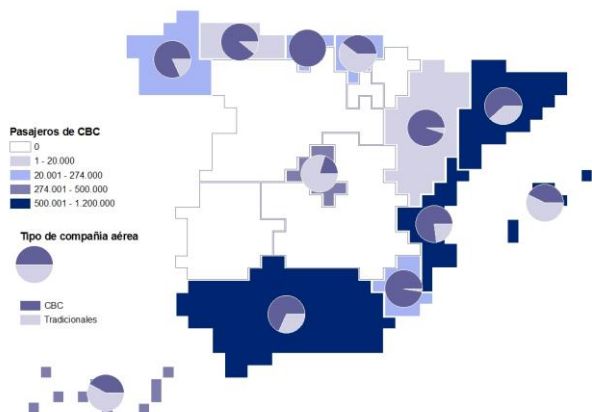 Pasajeros de CBC
0
1 - 20.000
20.001 - 274.000
274.001 - 500.000
500.001 - 1.200.000
Tipo de compañia aérea
CBC
Tradicionales